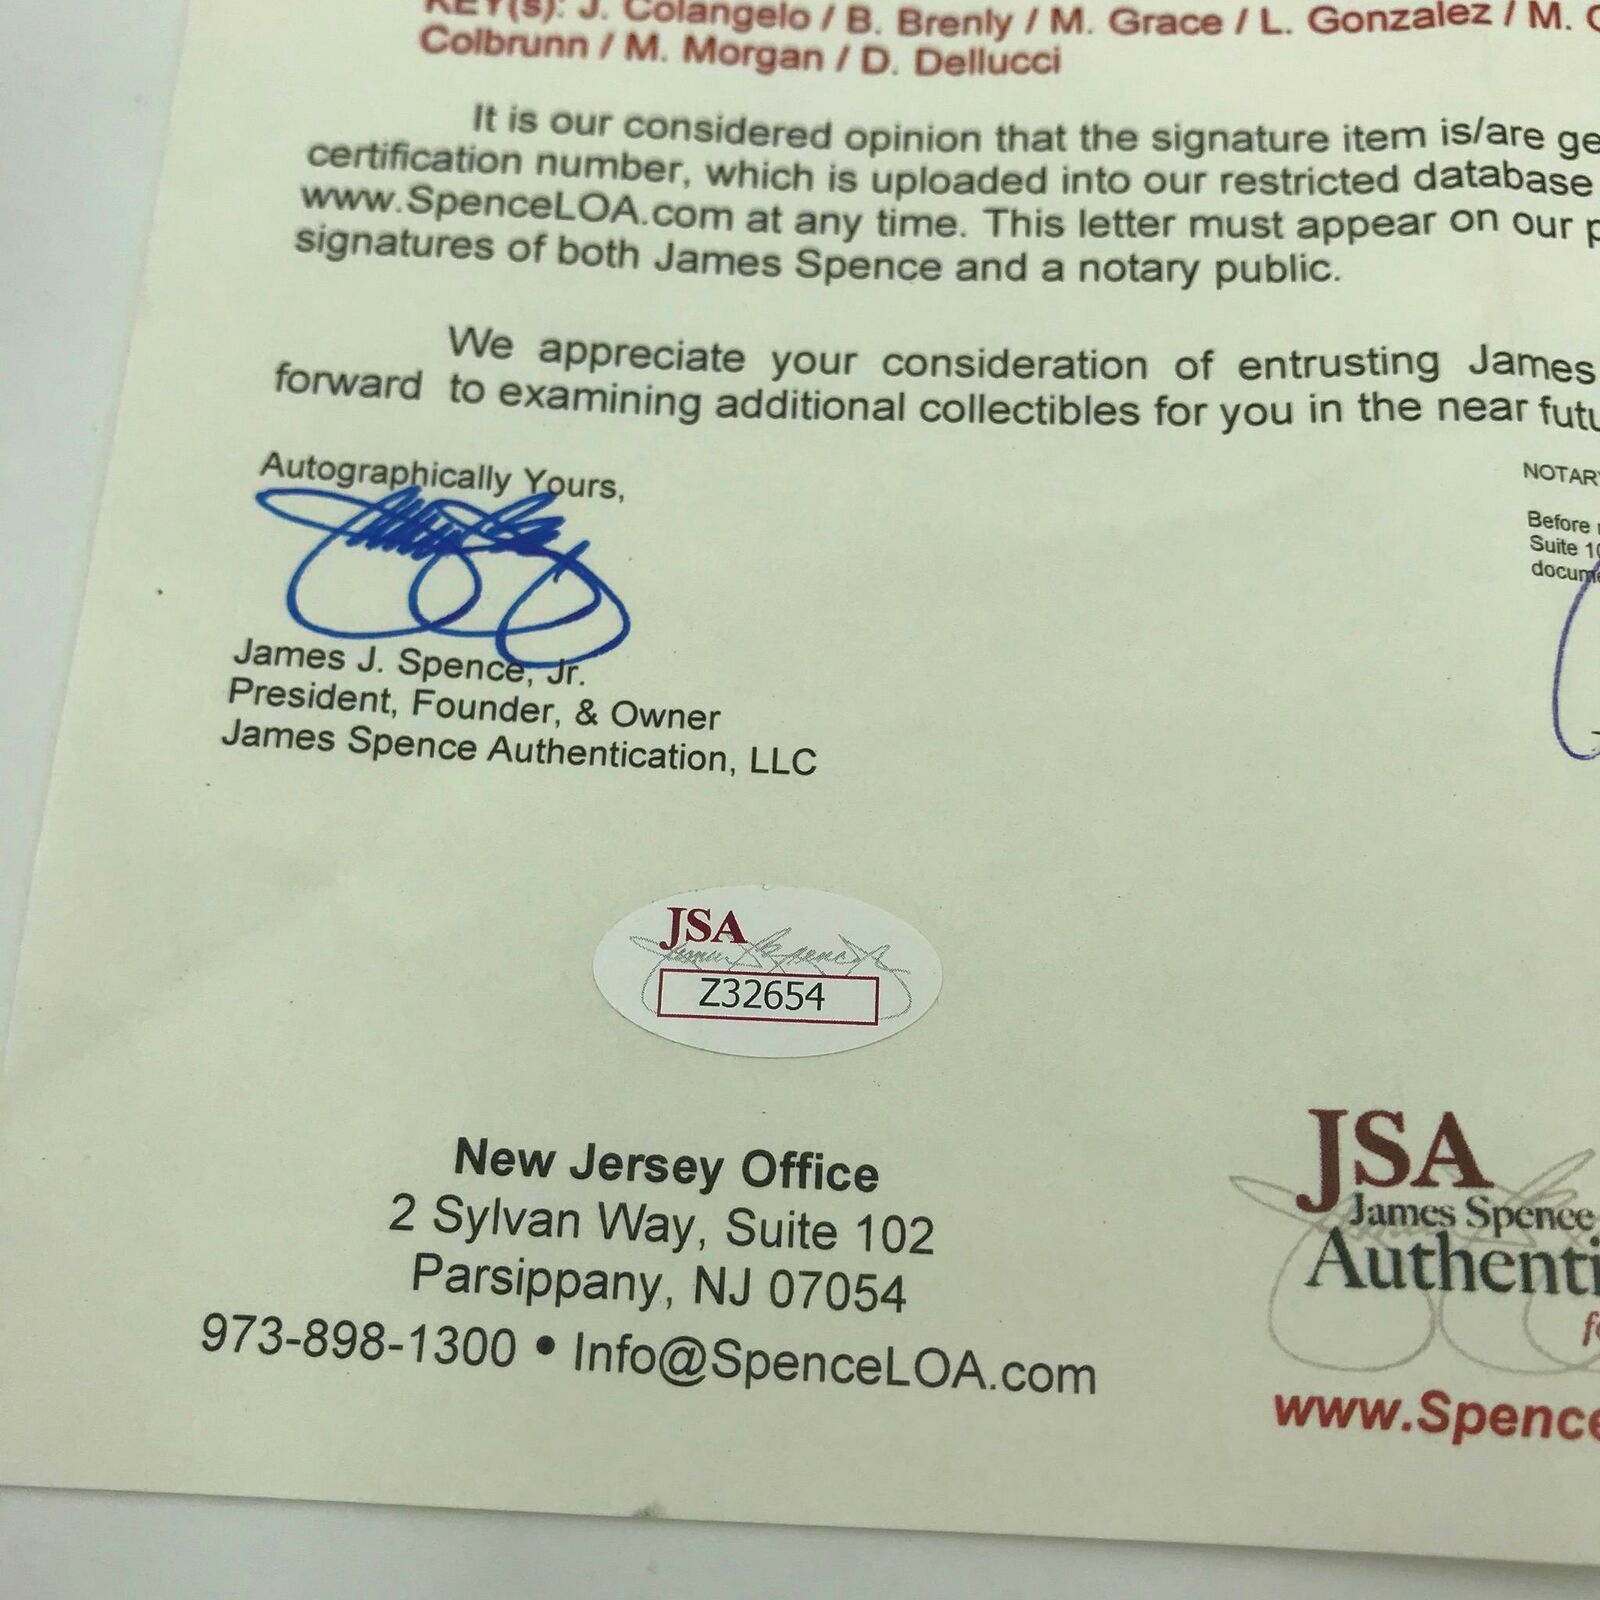 KEY(s): J. Colangelo / B. Brenly / M. Grace / L. Gonzalez / M.
Colbrunn / M. Morgan / D. Dellucci
It is our considered opinion that the signature item is/are
certification number, which is uploaded into our restricted database
www.SpenceLOA.com at any time. This letter must appear on our
signatures of both James Spence and a notary public.
We appreciate your consideration of entrusting James
forward to examining additional collectibles for you in the near
Autographically Yours,
James J. Spence, Jr.
President, Founder, & Owner
James Spence Authentication, LLC
NOTAR
Before
Suite
docum
JSA
James Spence Jr
Z32654
New Jersey Office
2 Sylvan Way, Suite 102
Parsippany, NJ 07054
973-898-1300 • Info@SpenceLOA.com
JSA
James Spence
Authenti
www.Spence